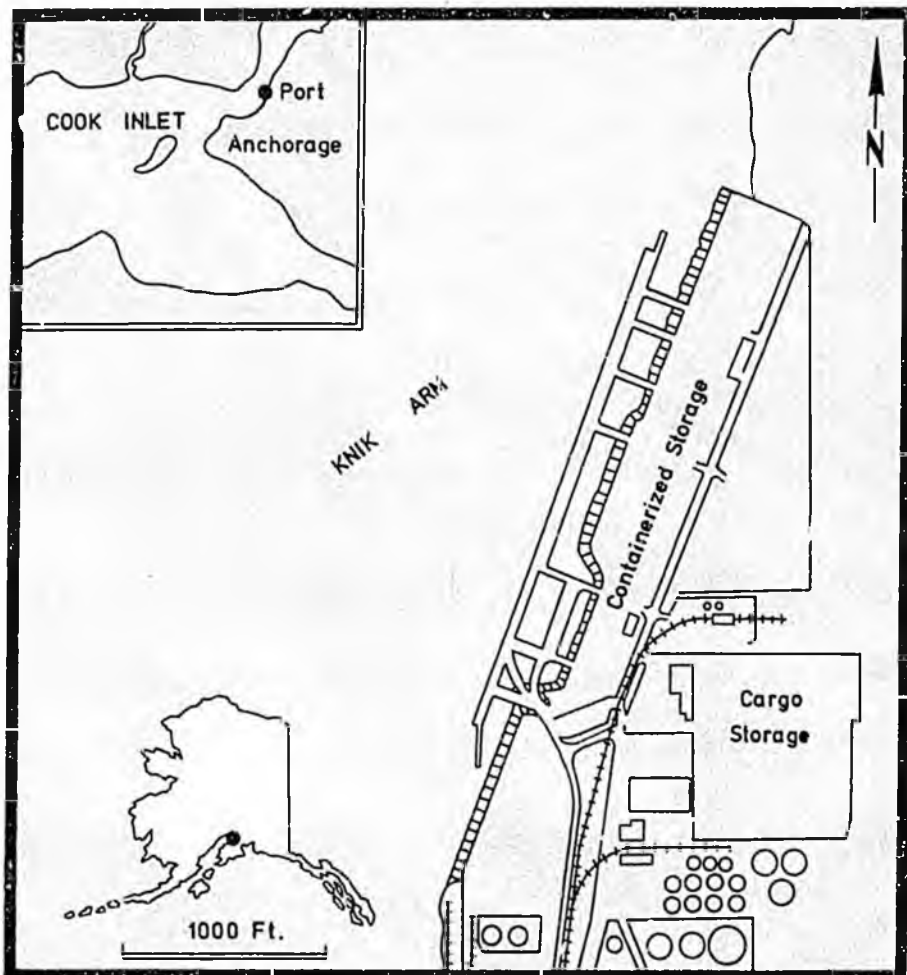 COOK INLET
Port
Anchorage
N
KNIK ARM
Containerized Storage
Cargo
Storage
1000 Ft.